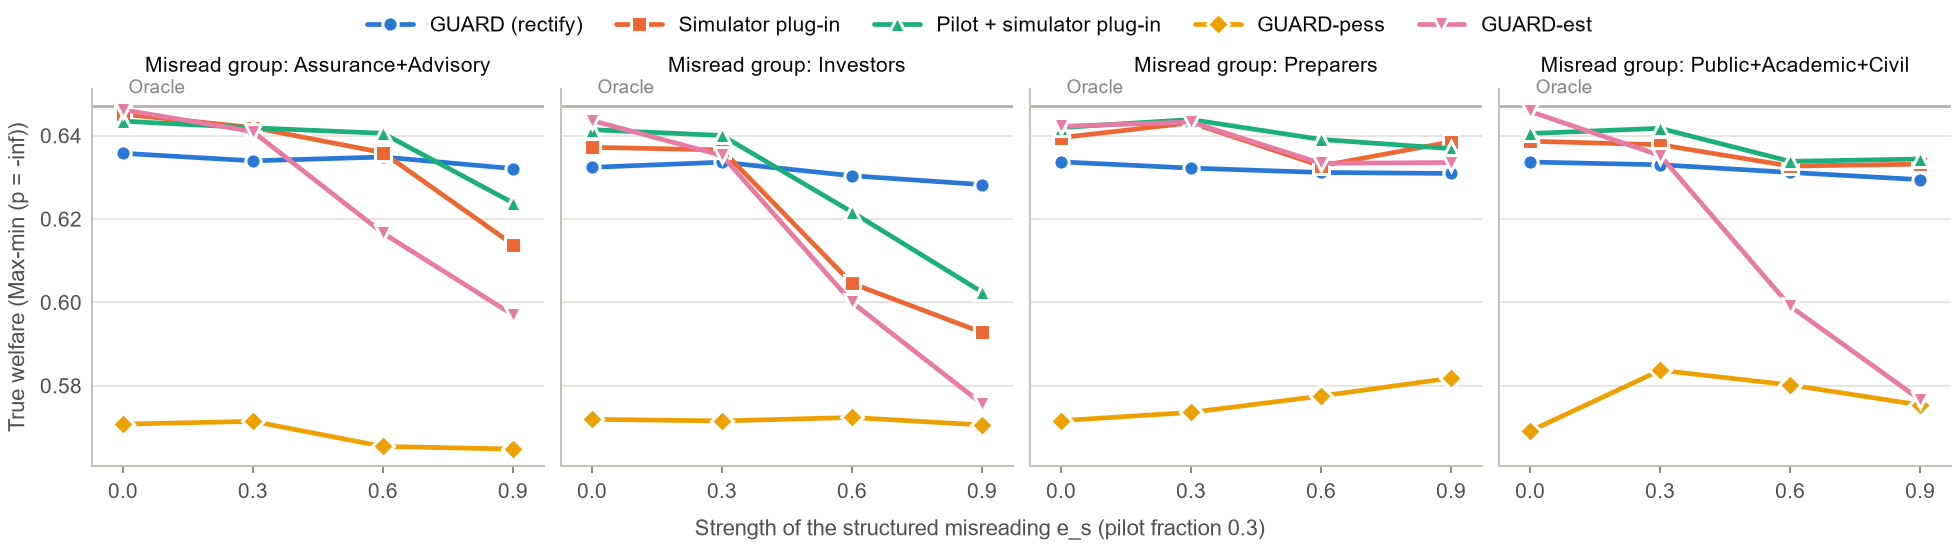 GUARD (rectify) Simulator plug-in Pilot + simulator plug-in GUARD-pess GUARD-est
Misread group: Assurance+Advisory
Misread group: Investors
Misread group: Preparers
Misread group: Public+Academic+Civil
Oracle
Oracle
Oracle
Oracle
True welfare (Max-min (p = -inf))
0.64
0.62
0.60
0.58
0.0 0.3 0.6 0.9
0.0 0.3 0.6 0.9
0.0 0.3 0.6 0.9
0.0 0.3 0.6 0.9
Strength of the structured misreading e_s (pilot fraction 0.3)